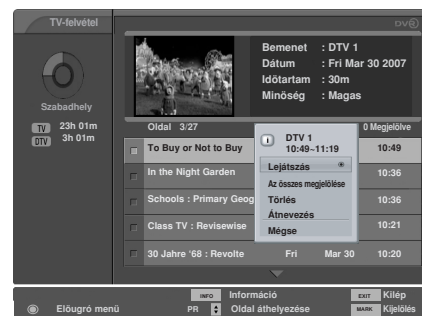 TV-felvétel
DVR
Bemenet : DTV 1
Dátum : Fri Mar 30 2007
Időtartam : 30m
Minőség : Magas
Szabadhely
TV 23h 01m
DTV 3h 01m
Oldal 3/27
0 Megjelölve
To Buy or Not to Buy 10:49
In the Night Garden 10:36
Schools : Primary Geog 10:36
Class TV : Revisewise 10:21
30 Jahre '68 : Revolte Fri Mar 30 10:20
i DTV 1
10:49~11:19
Lejátszás
Az összes megjelölése
Törlés
Átnevezés
Mégse
INFO Információ EXIT Kilép
Előugró menü PR Oldal áthelyezése MARK Kijelölés